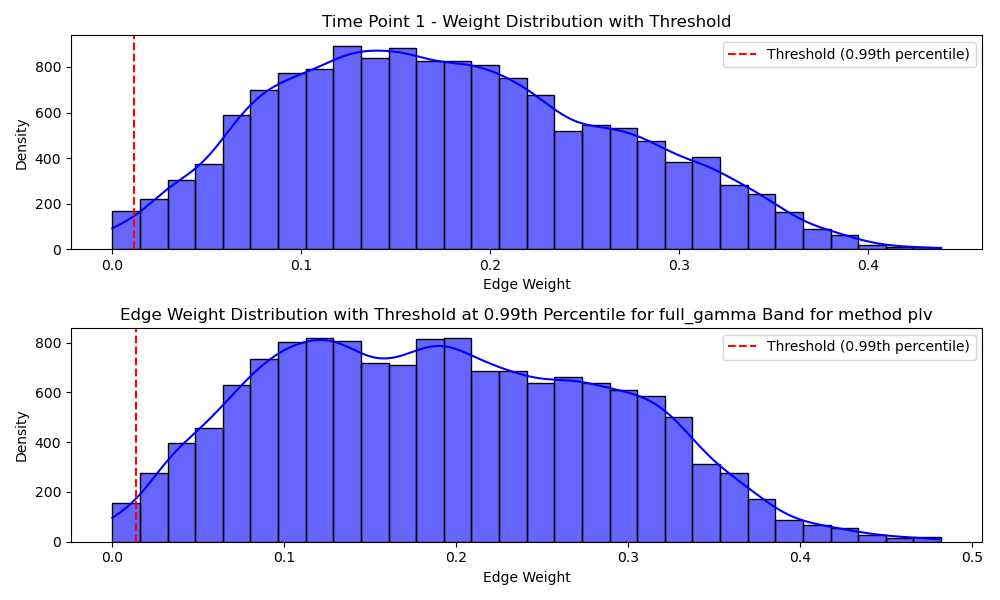 Time Point 1 - Weight Distribution with Threshold
Threshold (0.99th percentile)
Density
800
600
400
200
0
0.0 0.1 0.2 0.3 0.4
Edge Weight
Edge Weight Distribution with Threshold at 0.99th Percentile for full_gamma Band for method plv
Threshold (0.99th percentile)
Density
800
600
400
200
0
0.0 0.1 0.2 0.3 0.4 0.5
Edge Weight